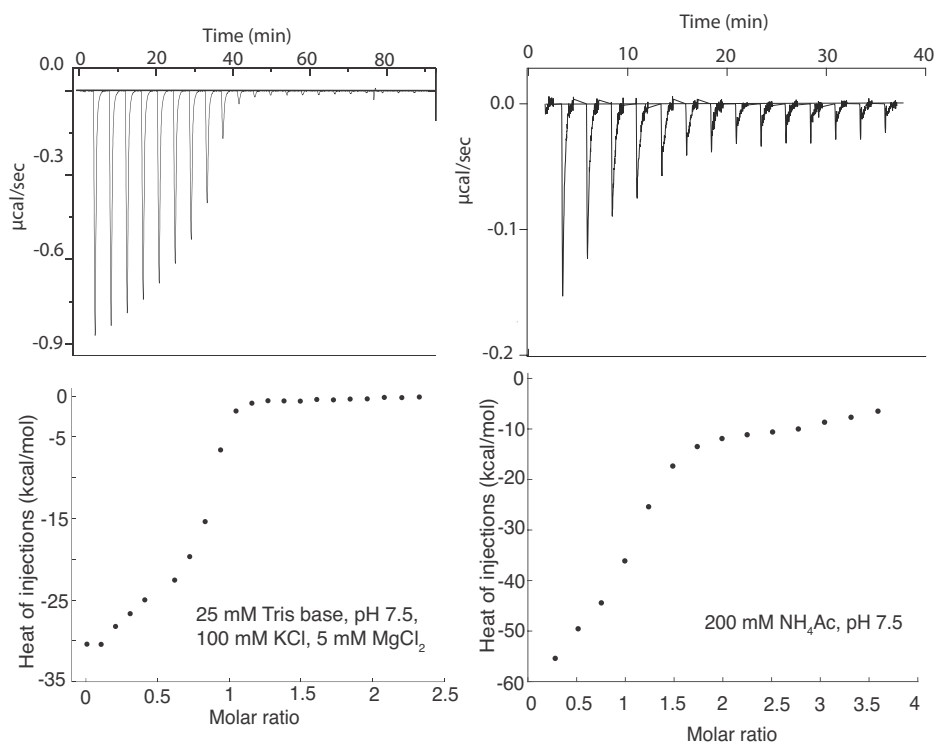 Time (min)
0 20 40 60 80
0.0
-0.3
-0.6
-0.9
µcal/sec
Time (min)
0 10 20 30 40
0.0
-0.1
-0.2
µcal/sec
0
-5
-15
-25
-35
Heat of injections (kcal/mol)
25 mM Tris base, pH 7.5,
100 mM KCl, 5 mM MgCl₂
0 0.5 1 1.5 2 2.5
Molar ratio
0
-10
-20
-30
-40
-50
-60
Heat of injections (kcal/mol)
200 mM NH₄Ac, pH 7.5
0 0.5 1 1.5 2 2.5 3 3.5 4
Molar ratio